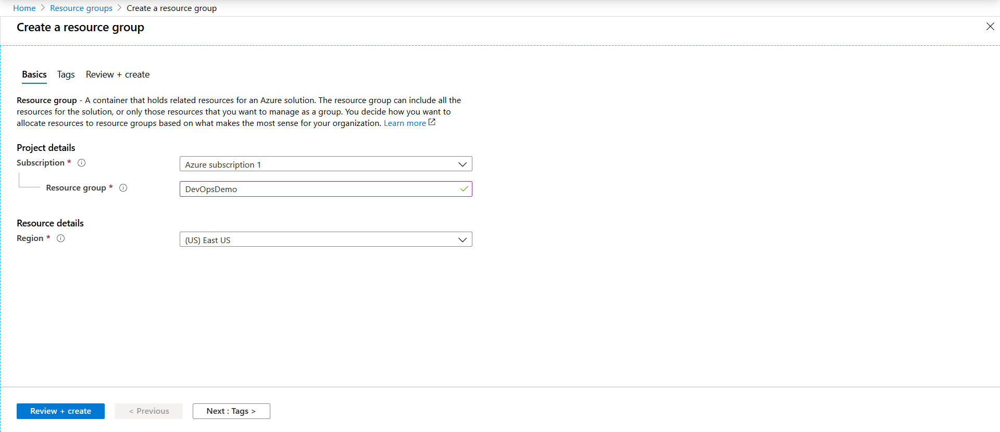 Home > Resource groups > Create a resource group
Create a resource group
Basics Tags Review + create
Resource group - A container that holds related resources for an Azure solution. The resource group can include all the
resources for the solution, or only those resources that you want to manage as a group. You decide how you want to
allocate resources to resource groups based on what makes the most sense for your organization. Learn more
Project details
Subscription *
Azure subscription 1
Resource group *
DevOpsDemo
Resource details
Region *
(US) East US
Review + create
< Previous
Next : Tags >